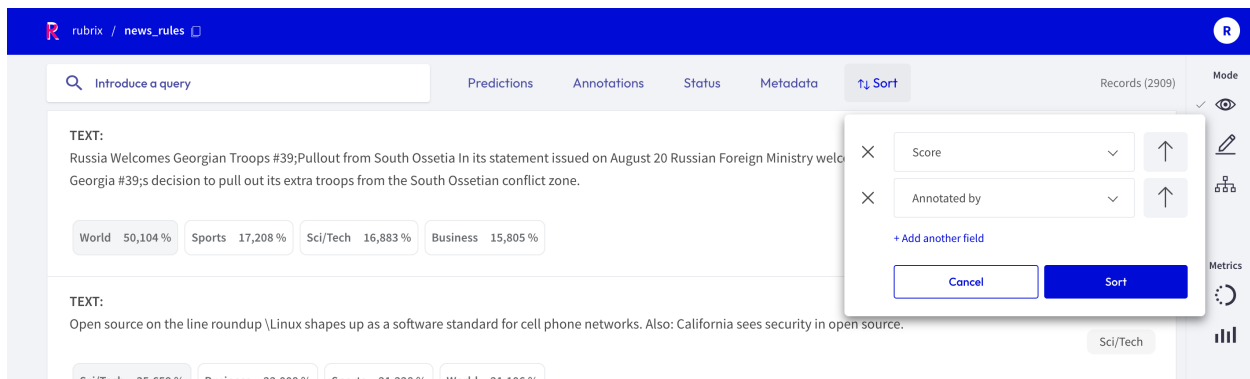 R rubrix / news_rules
R
Introduce a query
Predictions Annotations Status Metadata Sort
Records (2909)
Mode
TEXT:
Russia Welcomes Georgian Troops #39;Pullout from South Ossetia In its statement issued on August 20 Russian Foreign Ministry welc
Georgia #39;s decision to pull out its extra troops from the South Ossetian conflict zone.
World 50,104 % Sports 17,208 % Sci/Tech 16,883 % Business 15,805 %
Score
Annotated by
+ Add another field
Cancel Sort
Metrics
TEXT:
Open source on the line roundup \Linux shapes up as a software standard for cell phone networks. Also: California sees security in open source.
Sci/Tech